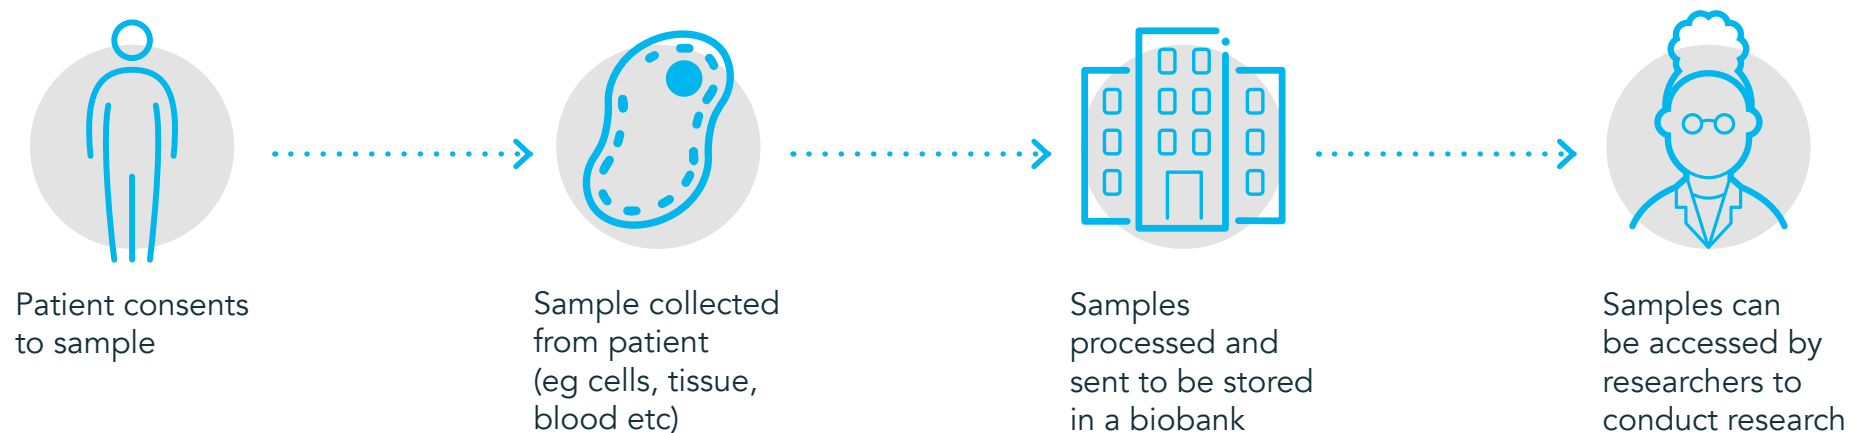 Patient consents
to sample
Sample collected
from patient
(eg cells, tissue,
blood etc)
Samples
processed and
sent to be stored
in a biobank
Samples can
be accessed by
researchers to
conduct research